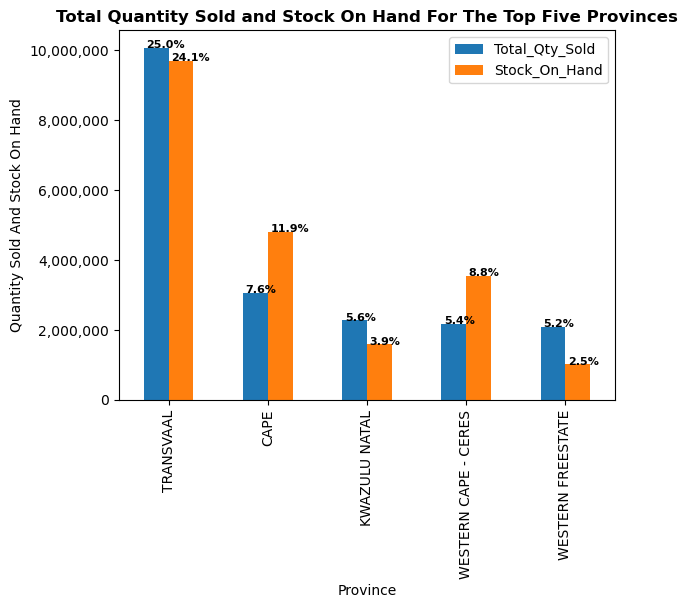 Total Quantity Sold and Stock On Hand For The Top Five Provinces
Total_Qty_Sold
Stock_On_Hand
Quantity Sold And Stock On Hand
10,000,000
8,000,000
6,000,000
4,000,000
2,000,000
0
25.0%
24.1%
7.6%
11.9%
5.6%
3.9%
5.4%
8.8%
5.2%
2.5%
TRANSVAAL
CAPE
KWAZULU NATAL
WESTERN CAPE - CERES
WESTERN FREESTATE
Province